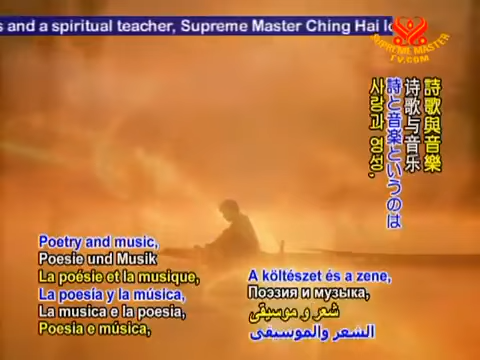 s and a spiritual teacher, Supreme Master Ching Hai lo
SUPREME MASTER
TV.COM
詩歌與音樂
诗歌与音乐
詩と音楽というのは
사랑과 영성,
Poetry and music,
Poesie und Musik
La poésie et la musique,
La poesía y la música,
La musica e la poesia,
Poesia e música,
A költészet és a zene,
Поэзия и музыка,
شعر و موسیقی
الشعر والموسيقى